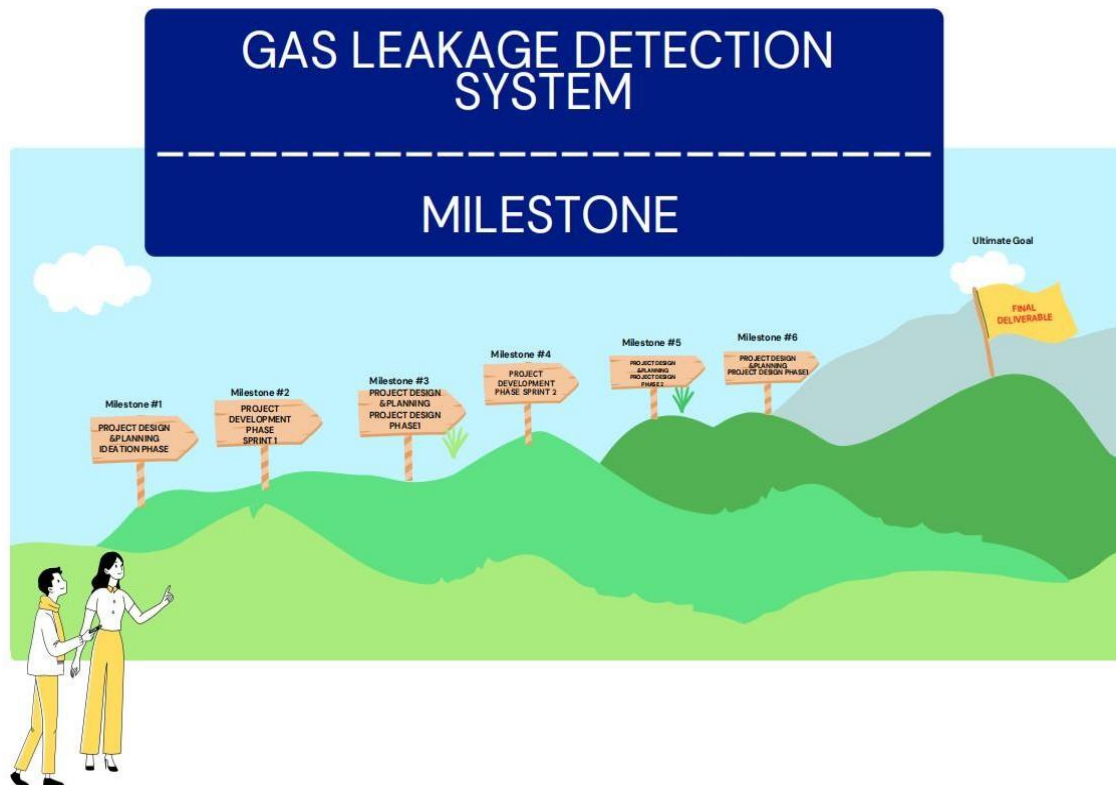 GAS LEAKAGE DETECTION
SYSTEM
MILESTONE
Milestone #1
PROJECT DESIGN
&PLANNING
IDEATION PHASE
Milestone #2
PROJECT
DEVELOPMENT
PHASE
SPRINT 1
Milestone #3
PROJECT DESIGN
&PLANNING
PROJECT DESIGN
PHASE1
Milestone #4
PROJECT
DEVELOPMENT
PHASE SPRINT 2
Milestone #5
PROJECT DESIGN
&PLANNING
PROJECT DESIGN
PHASE2
Milestone #6
PROJECT DESIGN
&PLANNING
PROJECT DESIGN PHASE1
Ultimate Goal
FINAL
DELIVERABLE